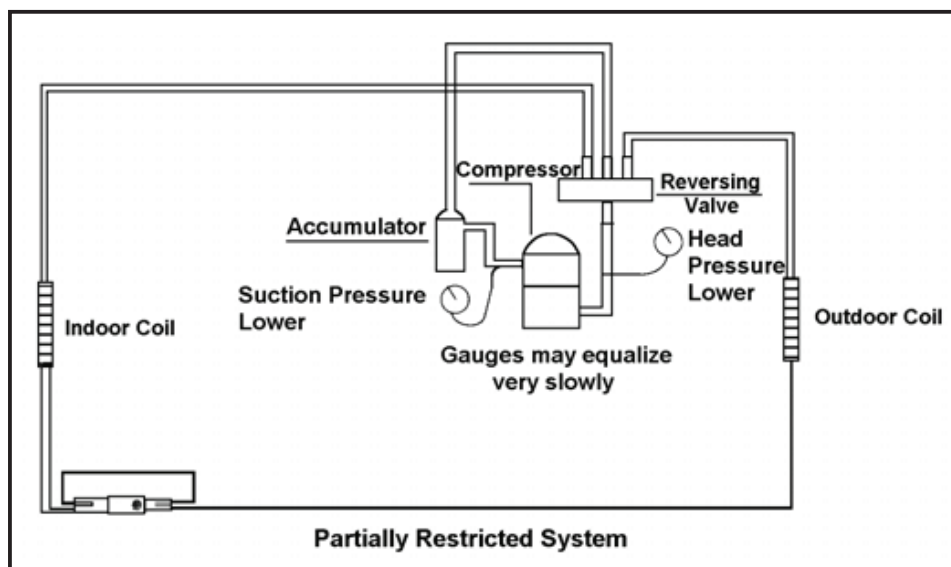 Compressor
Reversing
Valve
Accumulator
Head
Pressure
Lower
Suction Pressure
Lower
Indoor Coil
Outdoor Coil
Gauges may equalize
very slowly
Partially Restricted System